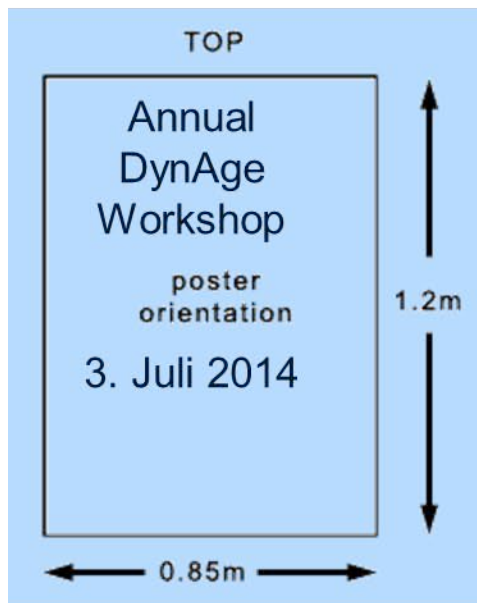 TOP
Annual
DynAge
Workshop
poster
orientation
1.2m
3. Juli 2014
0.85m